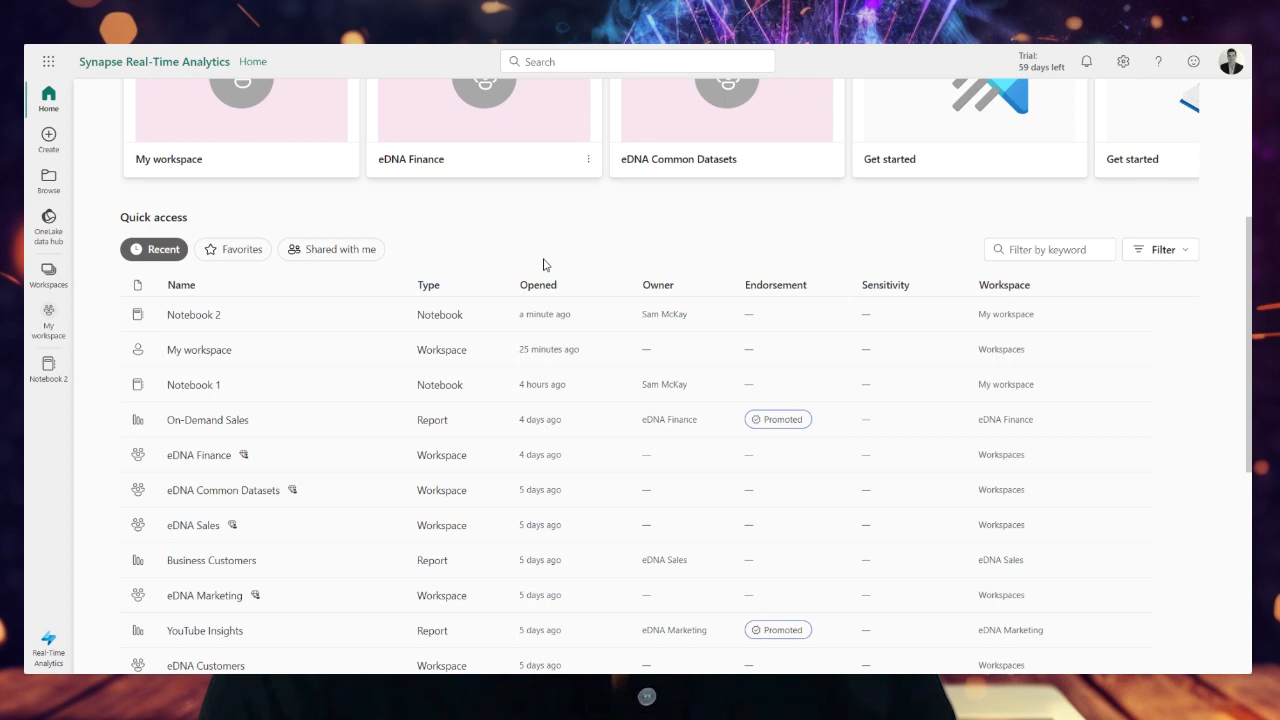 Synapse Real-Time Analytics Home
Search
Trial:
59 days left
Home
Create
Browse
OneLake
data hub
Workspaces
My
workspace
Notebook 2
Real-Time
Analytics
My workspace
eDNA Finance
eDNA Common Datasets
Get started
Get started
Quick access
Recent
Favorites
Shared with me
Filter by keyword
Filter
Name Type Opened Owner Endorsement Sensitivity Workspace
Notebook 2 Notebook a minute ago Sam McKay — — My workspace
My workspace Workspace 25 minutes ago — — — Workspaces
Notebook 1 Notebook 4 hours ago Sam McKay — — My workspace
On-Demand Sales Report 4 days ago eDNA Finance Promoted — eDNA Finance
eDNA Finance Workspace 4 days ago — — — Workspaces
eDNA Common Datasets Workspace 5 days ago — — — Workspaces
eDNA Sales Workspace 5 days ago — — — Workspaces
Business Customers Report 5 days ago eDNA Sales — — eDNA Sales
eDNA Marketing Workspace 5 days ago — — — Workspaces
YouTube Insights Report 5 days ago eDNA Marketing Promoted — eDNA Marketing
eDNA Customers Workspace 5 days ago — — — Workspaces